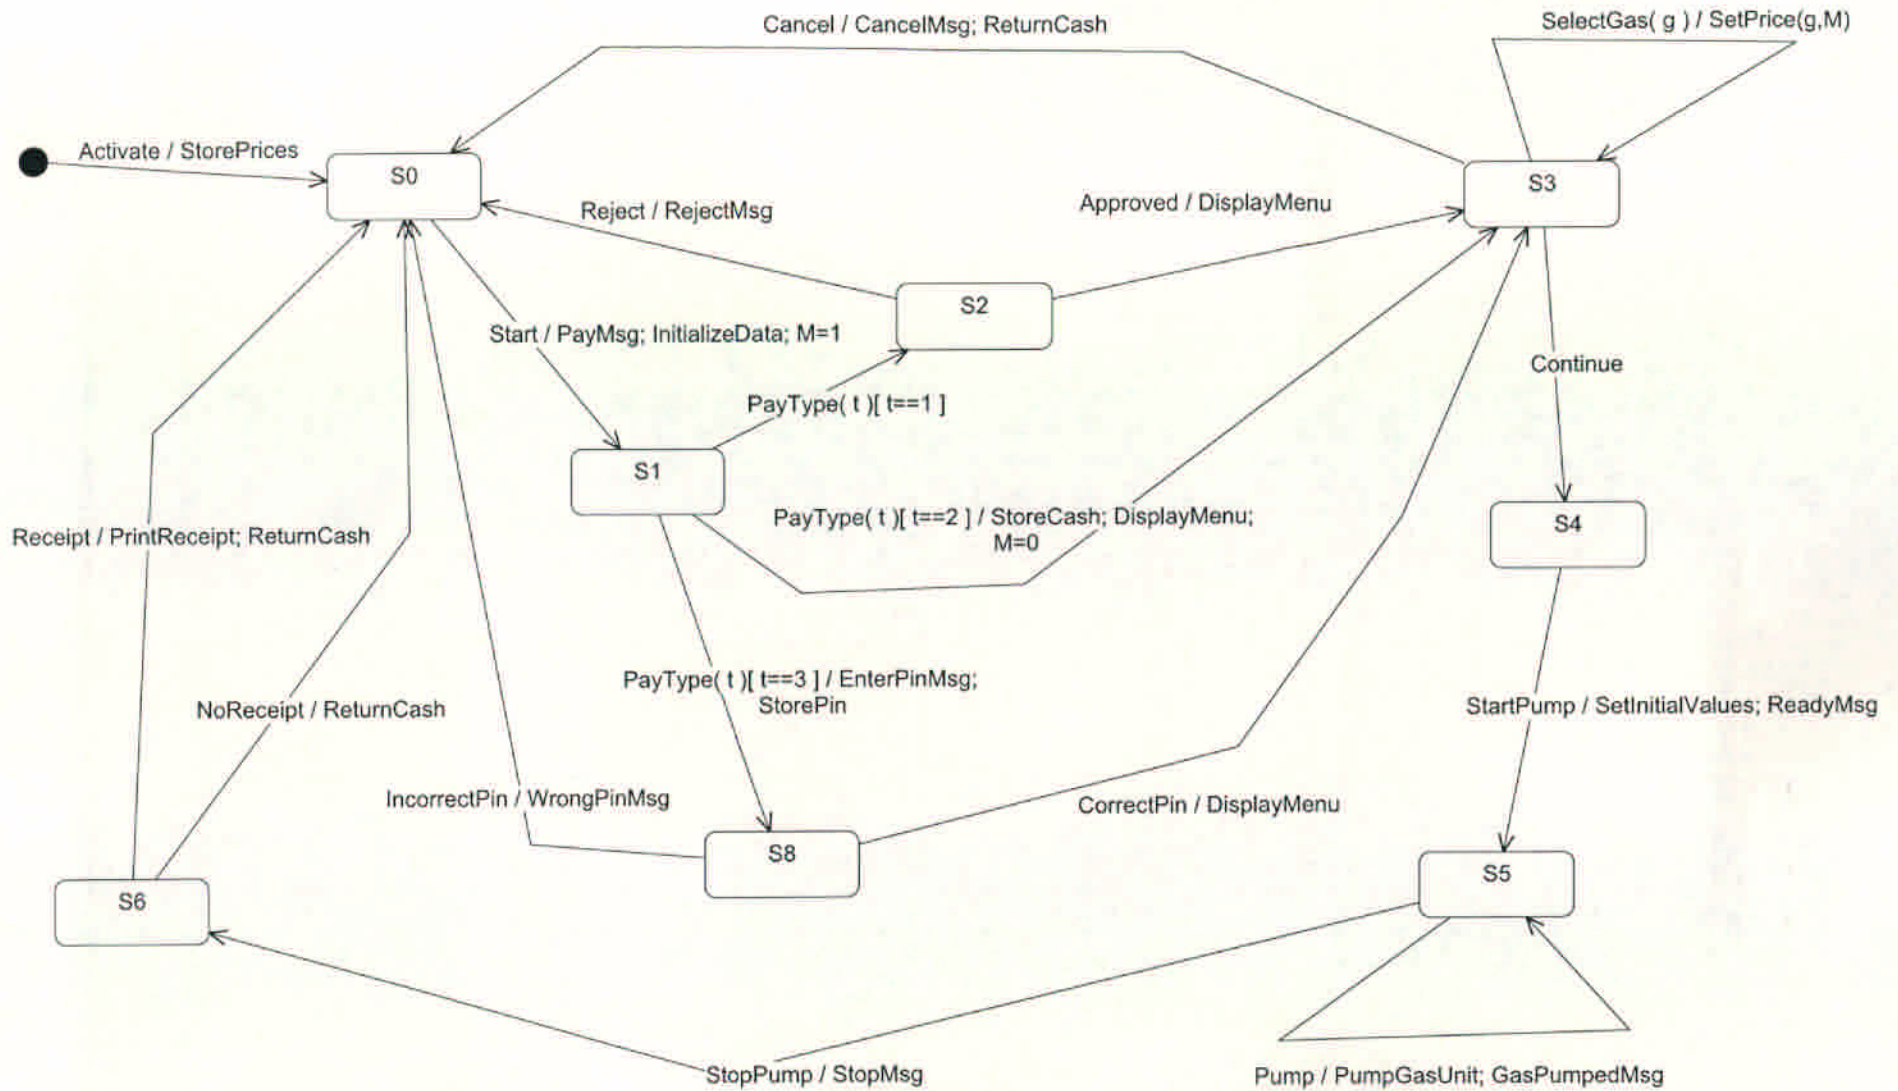 Cancel / CancelMsg; ReturnCash
SelectGas( g ) / SetPrice(g,M)
Activate / StorePrices
S0
S3
Reject / RejectMsg
Approved / DisplayMenu
S2
Start / PayMsg; InitializeData; M=1
Continue
PayType( t )[ t==1 ]
S1
PayType( t )[ t==2 ] / StoreCash; DisplayMenu;
M=0
S4
Receipt / PrintReceipt; ReturnCash
PayType( t )[ t==3 ] / EnterPinMsg;
StorePin
NoReceipt / ReturnCash
StartPump / SetInitialValues; ReadyMsg
IncorrectPin / WrongPinMsg
CorrectPin / DisplayMenu
S8
S5
S6
StopPump / StopMsg
Pump / PumpGasUnit; GasPumpedMsg